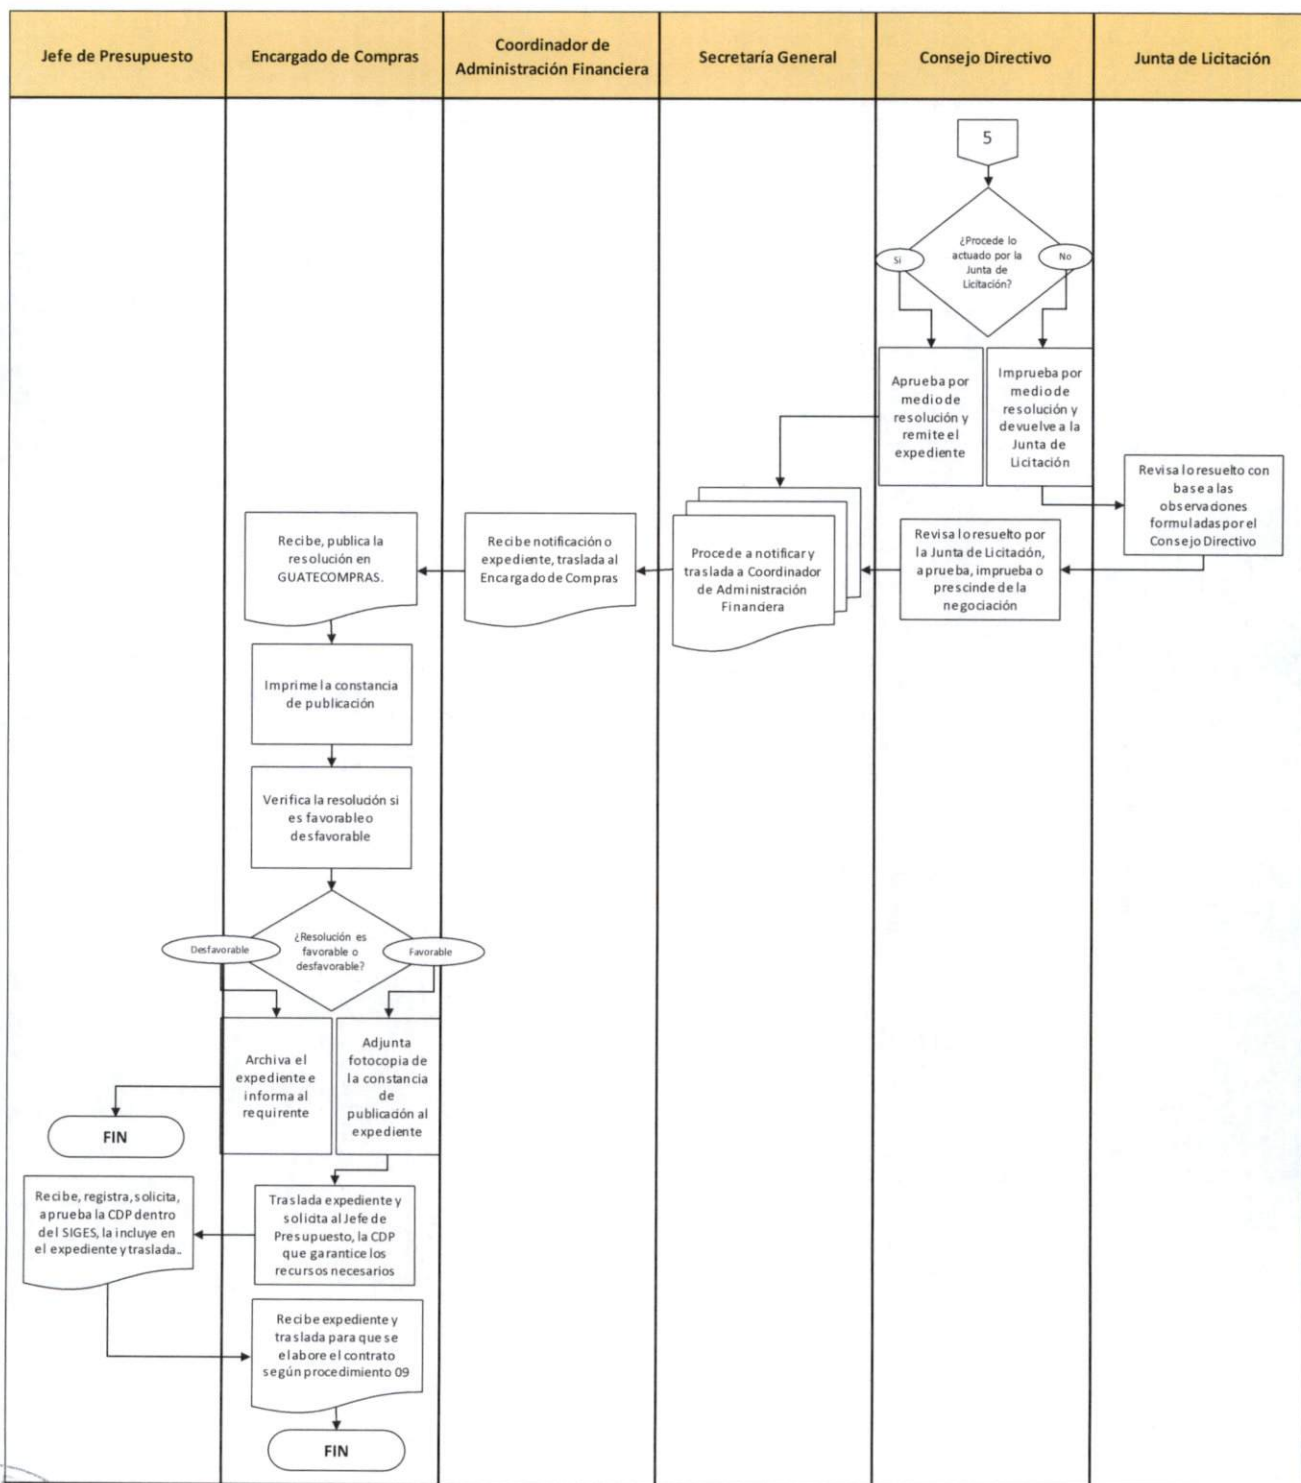 Jefe de Presupuesto
Encargado de Compras
Coordinador de
Administración Financiera
Secretaría General
Consejo Directivo
Junta de Licitación
5
¿Procede lo
actuado por la
Junta de
Licitación?
Si
No
Aprueba por
medio de
resolución y
remite el
expediente
Imprueba por
medio de
resolución y
devuelve a la
Junta de
Licitación
Revisa lo resuelto con
base a las
observaciones
formuladas por el
Consejo Directivo
Revisa lo resuelto por
la Junta de Licitación,
aprueba, imprueba o
prescinde de la
negociación
Procede a notificar y
traslada a Coordinador
de Administración
Financiera
Recibe notificación o
expediente, traslada al
Encargado de Compras
Recibe, publica la
resolución en
GUATECOMPRAS.
Imprime la constancia
de publicación
Verifica la resolución si
es favorable o
desfavorable
¿Resolución es
favorable o
desfavorable?
Desfavorable
Favorable
Archiva el
expediente e
informa al
requirente
Adjunta
fotocopia de
la constancia
de
publicación al
expediente
FIN
Traslada expediente y
solicita al Jefe de
Presupuesto, la CDP
que garantice los
recursos necesarios
Recibe, registra, solicita,
aprueba la CDP dentro
del SIGES, la incluye en
el expediente y traslada..
Recibe expediente y
traslada para que se
elabore el contrato
según procedimiento 09
FIN